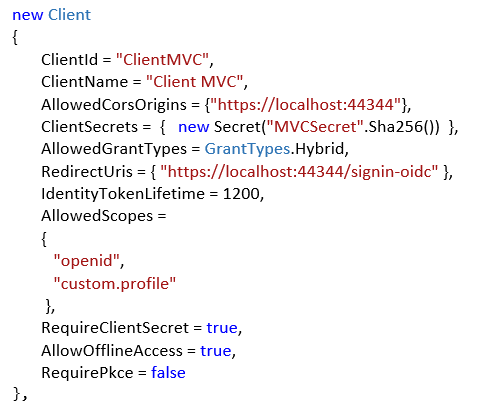 new Client
{
ClientId = "ClientMVC",
ClientName = "Client MVC",
AllowedCorsOrigins = {"https://localhost:44344"},
ClientSecrets = { new Secret("MVCSecret".Sha256()) },
AllowedGrantTypes = GrantTypes.Hybrid,
RedirectUris = { "https://localhost:44344/signin-oidc" },
IdentityTokenLifetime = 1200,
AllowedScopes =
{
"openid",
"custom.profile"
},
RequireClientSecret = true,
AllowOfflineAccess = true,
RequirePkce = false
},